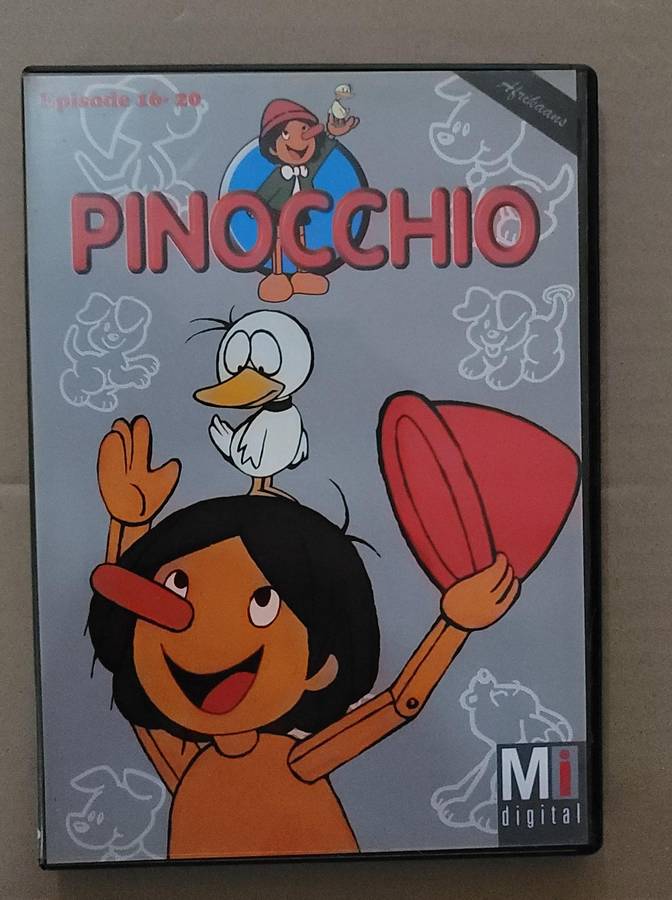 Episode 16- 20
Afrikaans
PINOCCHIO
Mi
digital